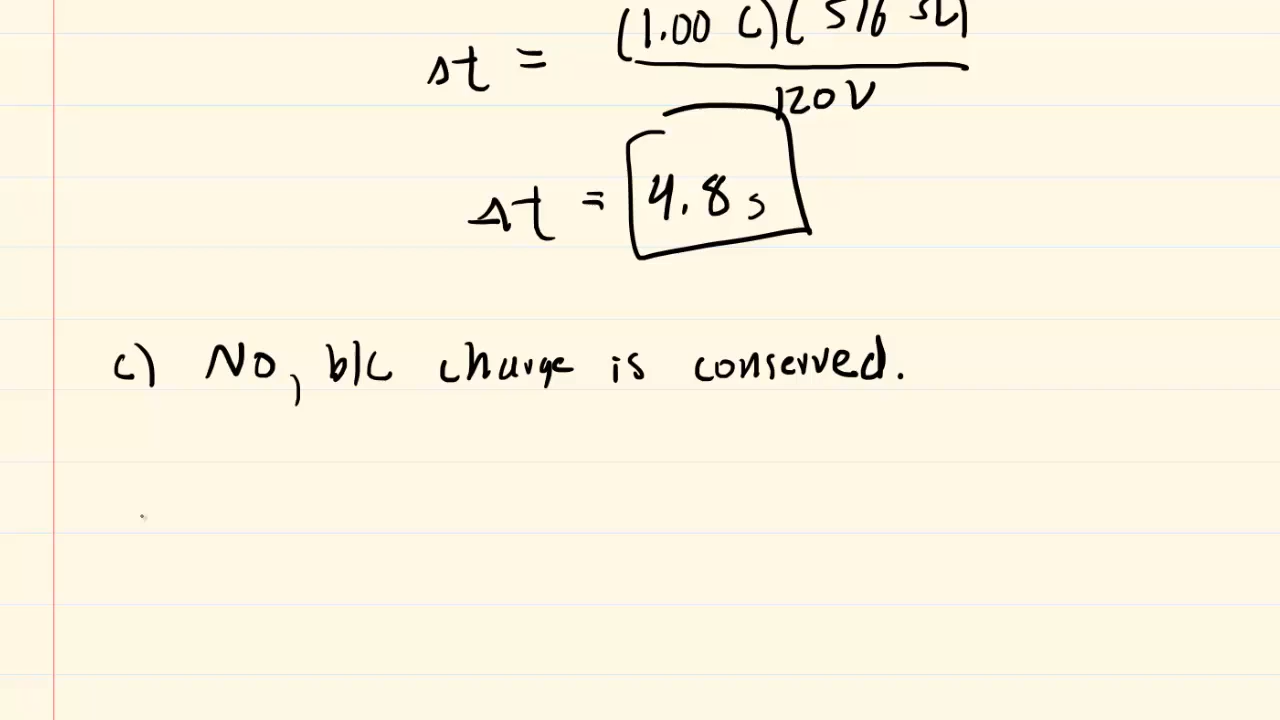 (1.00 C)(576 Ω)
Δt = 120V
Δt = 4.8 s
c) No, b/c charge is conserved.